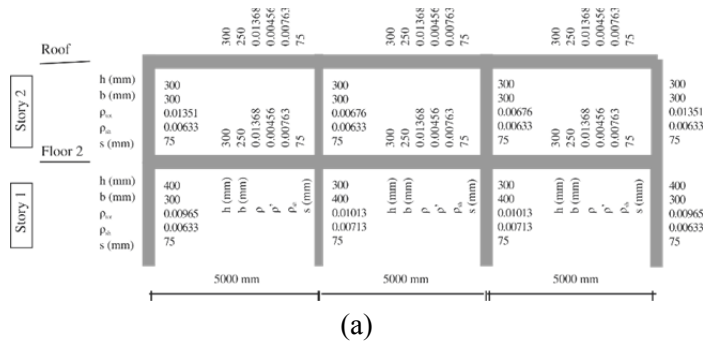 300 250 0.01368 0.00456 0.00763 75 300 250 0.01368 0.00456 0.00763 75 300 250 0.01368 0.00456 0.00763 75
Roof
Story 2
h (mm) 300 300 300 300
b (mm) 300 300 300 300
ρtot 0.01351 0.00676 0.00676 0.01351
ρsh 0.00633 0.00633 0.00633 0.00633
s (mm) 75 75 75 75
300 250 0.01368 0.00456 0.00763 75 300 250 0.01368 0.00456 0.00763 75 300 250 0.01368 0.00456 0.00763 75
Floor 2
Story 1
h (mm) 400 300 300 400
b (mm) 300 400 400 300
ρtot 0.00965 0.01013 0.01013 0.00965
ρsh 0.00633 0.00713 0.00713 0.00633
s (mm) 75 75 75 75
h (mm) b (mm) ρ ρ' ρsh s (mm) h (mm) b (mm) ρ ρ' ρsh s (mm) h (mm) b (mm) ρ ρ' ρsh s (mm)
5000 mm 5000 mm 5000 mm
(a)